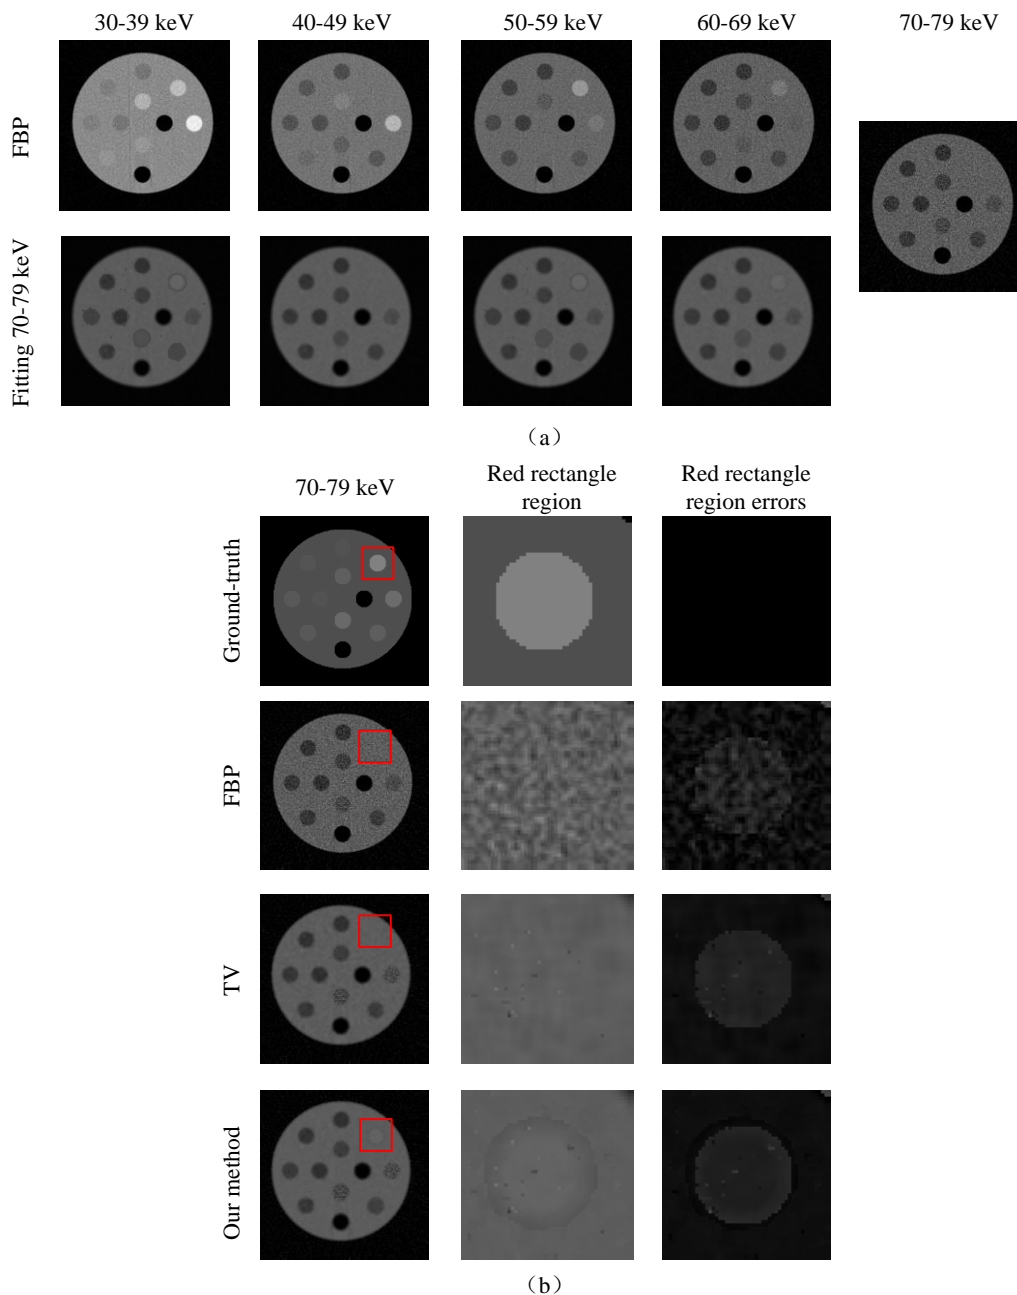 30-39 keV
40-49 keV
50-59 keV
60-69 keV
70-79 keV
FBP
Fitting 70-79 keV
（a）
70-79 keV
Red rectangle
region
Red rectangle
region errors
Ground-truth
FBP
TV
Our method
（b）